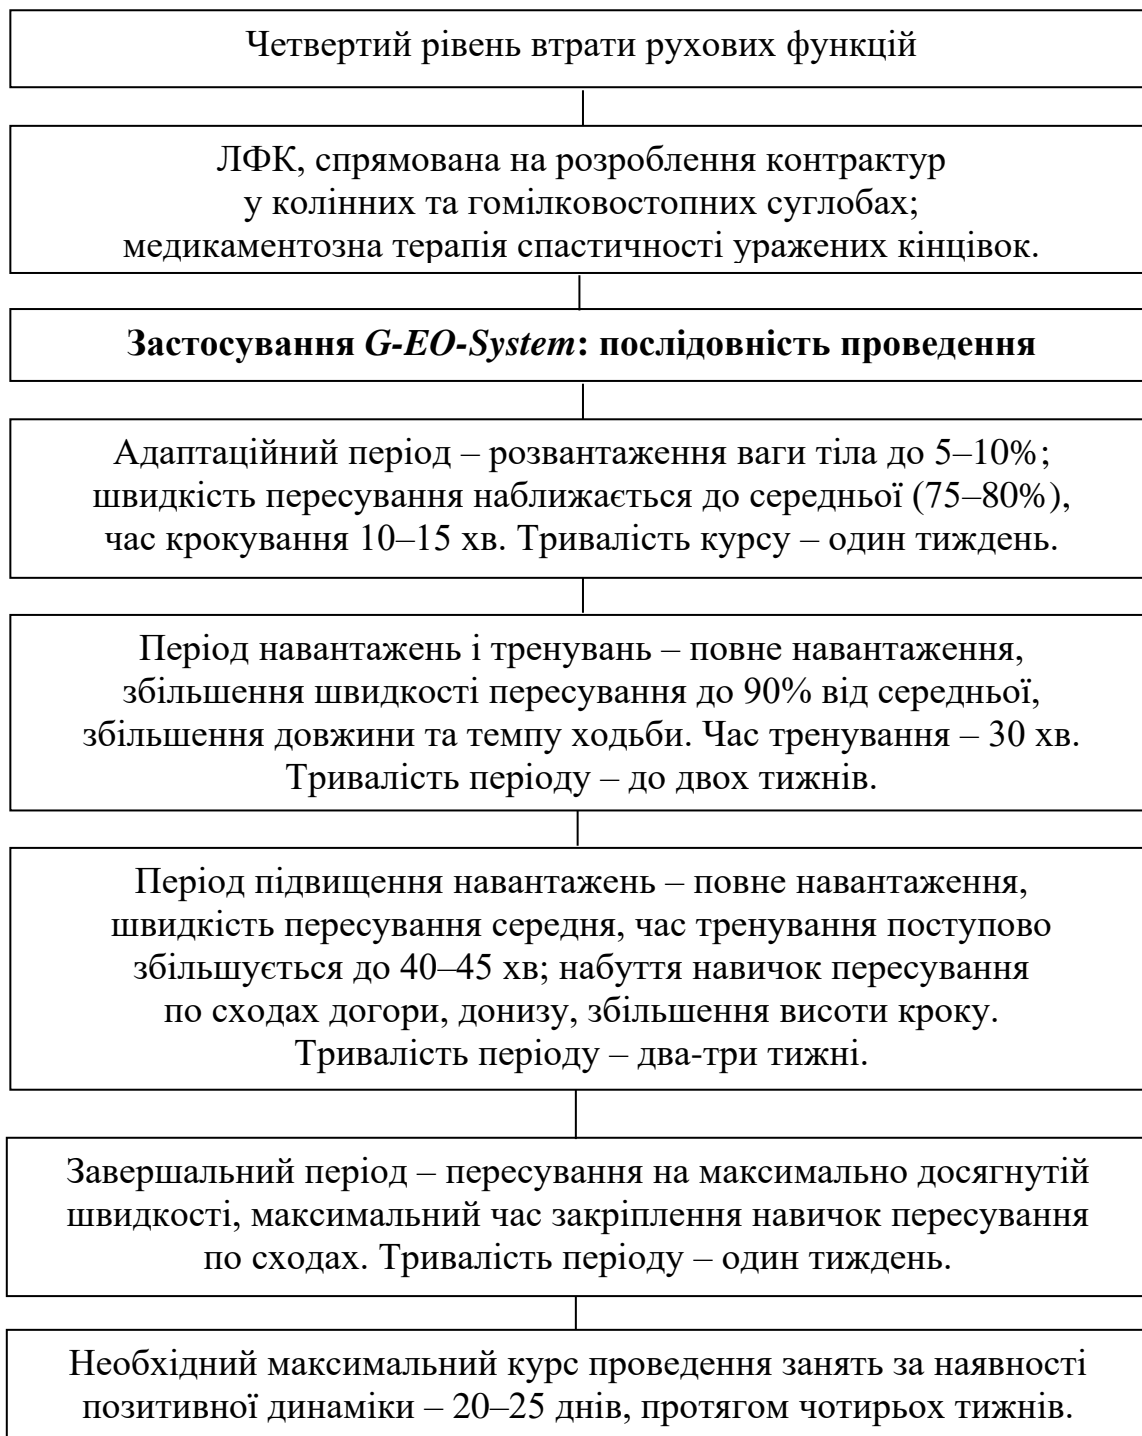 Четвертий рівень втрати рухових функцій
ЛФК, спрямована на розроблення контрактур
у колінних та гомілковостопних суглобах;
медикаментозна терапія спастичності уражених кінцівок.
Застосування G-EO-System: послідовність проведення
Адаптаційний період – розвантаження ваги тіла до 5–10%;
швидкість пересування наближається до середньої (75–80%),
час крокування 10–15 хв. Тривалість курсу – один тиждень.
Період навантажень і тренувань – повне навантаження,
збільшення швидкості пересування до 90% від середньої,
збільшення довжини та темпу ходьби. Час тренування – 30 хв.
Тривалість періоду – до двох тижнів.
Період підвищення навантажень – повне навантаження,
швидкість пересування середня, час тренування поступово
збільшується до 40–45 хв; набуття навичок пересування
по сходах догори, донизу, збільшення висоти кроку.
Тривалість періоду – два-три тижні.
Завершальний період – пересування на максимально досягнутій
швидкості, максимальний час закріплення навичок пересування
по сходах. Тривалість періоду – один тиждень.
Необхідний максимальний курс проведення занять за наявності
позитивної динаміки – 20–25 днів, протягом чотирьох тижнів.